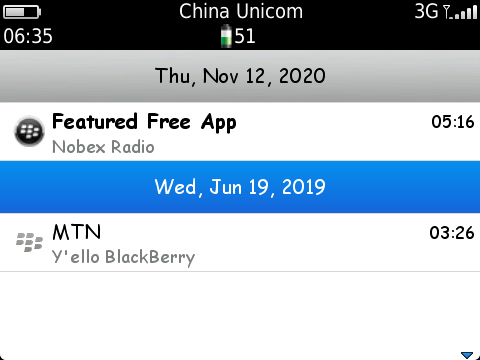 China Unicom
3G
06:35
51
Thu, Nov 12, 2020
Featured Free App
05:16
Nobex Radio
Wed, Jun 19, 2019
MTN
03:26
Y'ello BlackBerry